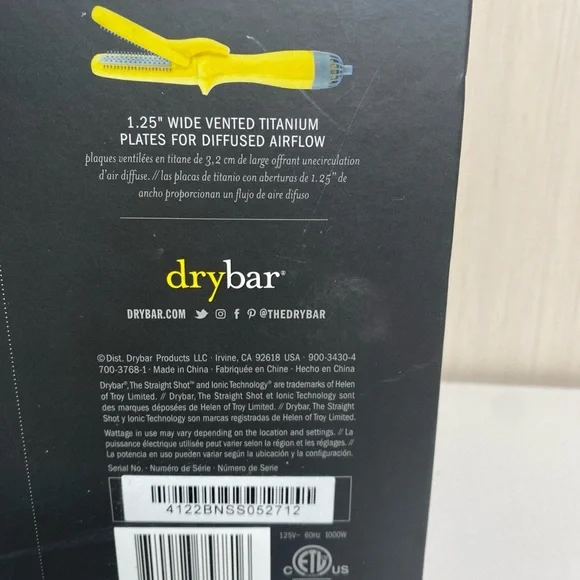 1.25" WIDE VENTED TITANIUM
PLATES FOR DIFFUSED AIRFLOW
plaques ventilées en titane de 3,2 cm de large offrant unecirculation
d'air diffuse. // las placas de titanio con aberturas de 1.25" de
ancho proporcionan un flujo de aire difuso
drybar®
DRYBAR.COM @THEDRYBAR
©Dist. Drybar Products LLC · Irvine, CA 92618 USA · 900-3430-4
700-3768-1 · Made in China · Fabriquée en Chine · Hecho en China
Drybar®, The Straight Shot™ and Ionic Technology® are trademarks of Helen
of Troy Limited. // Drybar, The Straight Shot et Ionic Technology sont
des marques déposées de Helen of Troy Limited. // Drybar, The Straight
Shot y Ionic Technology son marcas registradas de Helen of Troy Limited.
Wattage in use may vary depending on the location and settings. // La
puissance électrique utilisée peut varier selon la région et les réglages. //
La potencia en uso pueden variar según la ubicación y la configuración.
Serial No. · Numéro de Série · Número de Serie
4122BNSS052712
125V~ 60Hz 1000W
C ETL US